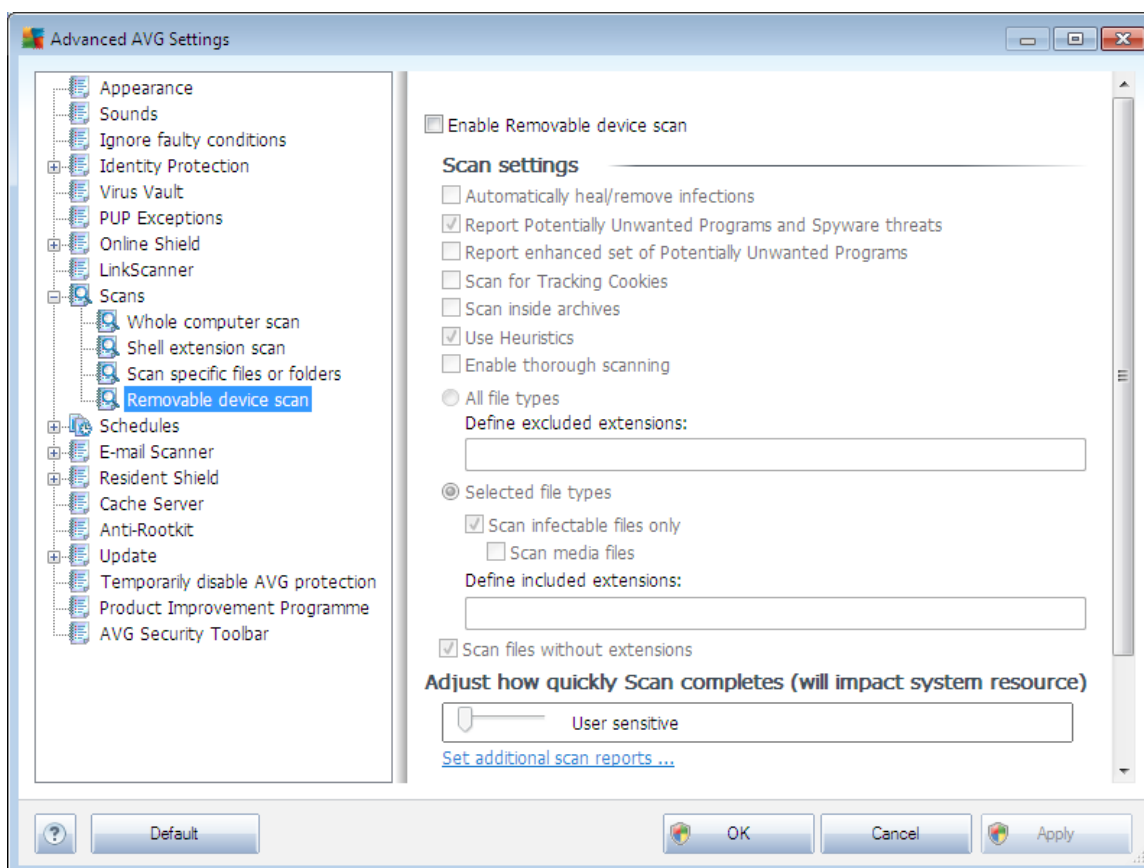 Advanced AVG Settings
Appearance
Sounds
Ignore faulty conditions
Identity Protection
Virus Vault
PUP Exceptions
Online Shield
LinkScanner
Scans
Whole computer scan
Shell extension scan
Scan specific files or folders
Removable device scan
Schedules
E-mail Scanner
Resident Shield
Cache Server
Anti-Rootkit
Update
Temporarily disable AVG protection
Product Improvement Programme
AVG Security Toolbar
Enable Removable device scan
Scan settings
Automatically heal/remove infections
Report Potentially Unwanted Programs and Spyware threats
Report enhanced set of Potentially Unwanted Programs
Scan for Tracking Cookies
Scan inside archives
Use Heuristics
Enable thorough scanning
All file types
Define excluded extensions:
Selected file types
Scan infectable files only
Scan media files
Define included extensions:
Scan files without extensions
Adjust how quickly Scan completes (will impact system resource)
User sensitive
Set additional scan reports ...
?
Default
OK
Cancel
Apply